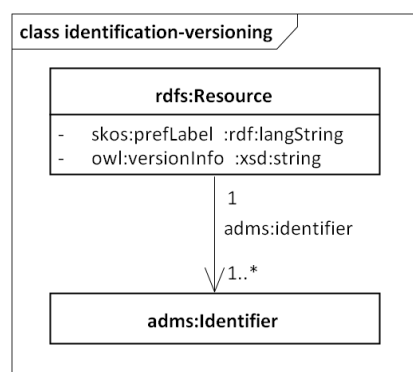 class identification-versioning
rdfs:Resource
- skos:prefLabel :rdf:langString
- owl:versionInfo :xsd:string
1
adms:identifier
1..*
adms:Identifier